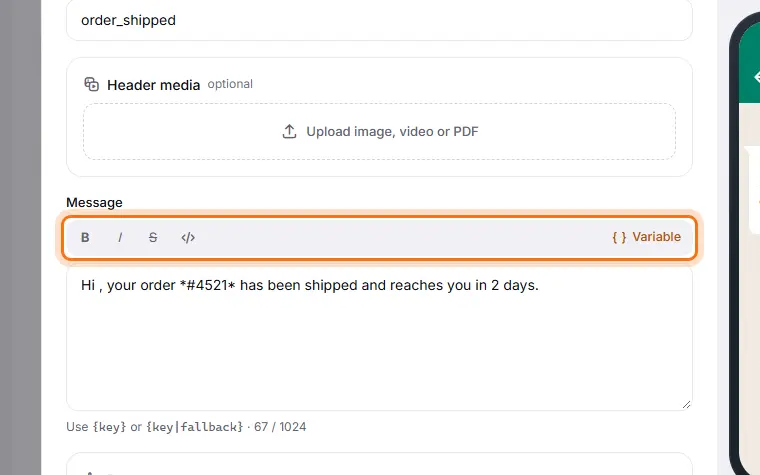 order_shipped
Header media optional
Upload image, video or PDF
Message
B I S </> { } Variable
Hi , your order *#4521* has been shipped and reaches you in 2 days.
Use {key} or {key|fallback} · 67 / 1024